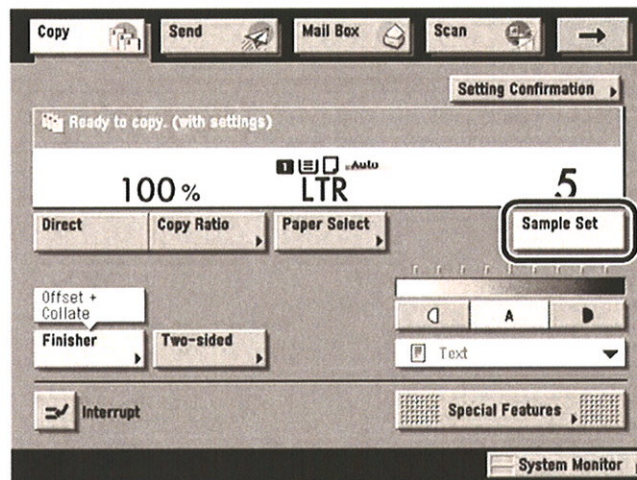 Copy
Send
Mail Box
Scan
Setting Confirmation
Ready to copy. (with settings)
1 Auto
100 % LTR 5
Direct
Copy Ratio
Paper Select
Sample Set
Offset +
Collate
Finisher
Two-sided
A
Text
Interrupt
Special Features
System Monitor